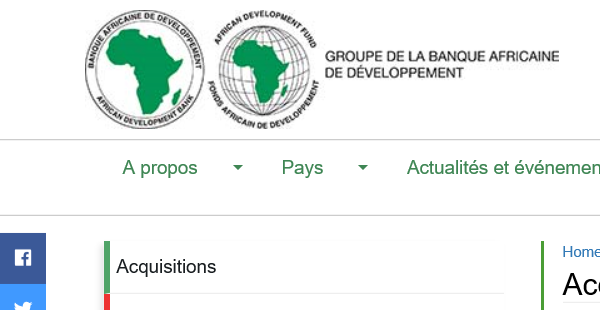 BANQUE AFRICAINE DE DEVELOPPEMENT
AFRICAN DEVELOPMENT BANK
AFRICAN DEVELOPMENT FUND
FONDS AFRICAIN DE DEVELOPPEMENT
GROUPE DE LA BANQUE AFRICAINE
DE DÉVELOPPEMENT
A propos Pays Actualités et événemen
Acquisitions
Home
Acc